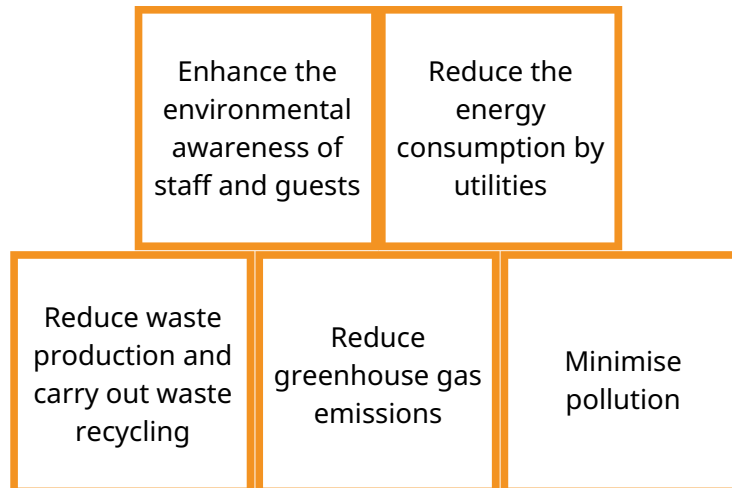 Enhance the
environmental
awareness of
staff and guests
Reduce the
energy
consumption by
utilities
Reduce waste
production and
carry out waste
recycling
Reduce
greenhouse gas
emissions
Minimise
pollution